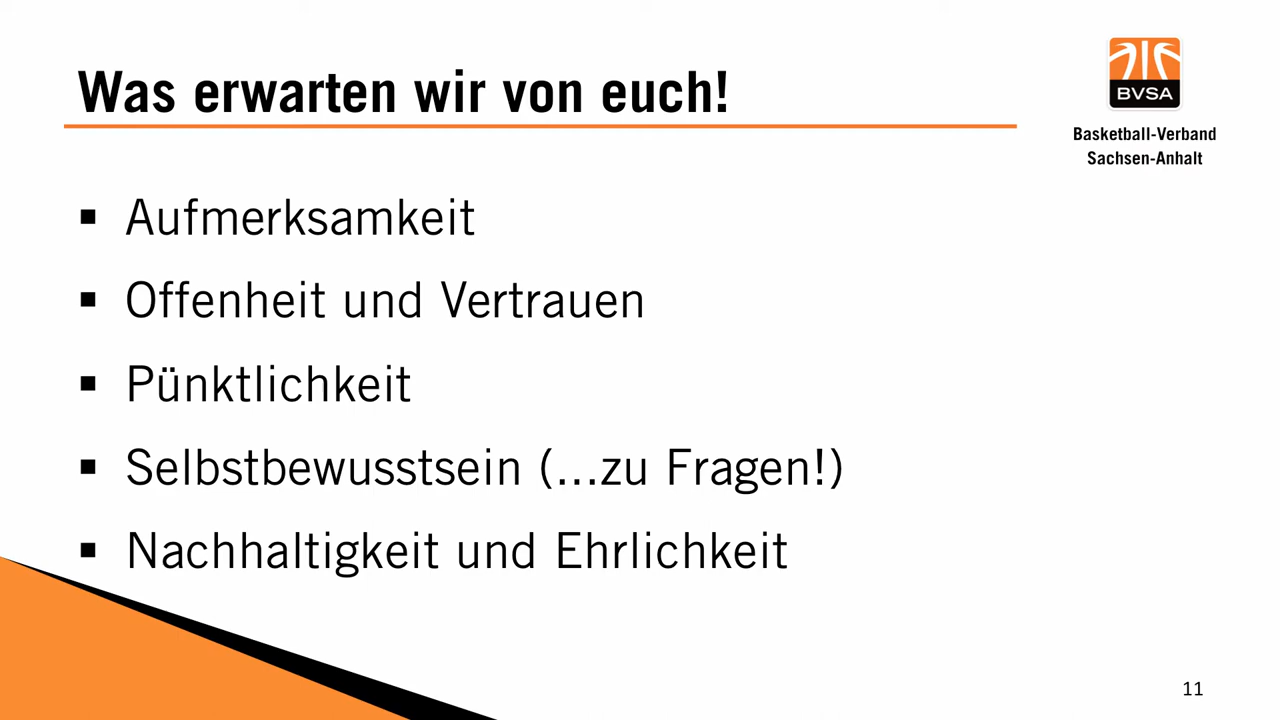 Was erwarten wir von euch!
BVSA
Basketball-Verband
Sachsen-Anhalt
▪ Aufmerksamkeit
▪ Offenheit und Vertrauen
▪ Pünktlichkeit
▪ Selbstbewusstsein (...zu Fragen!)
▪ Nachhaltigkeit und Ehrlichkeit
11